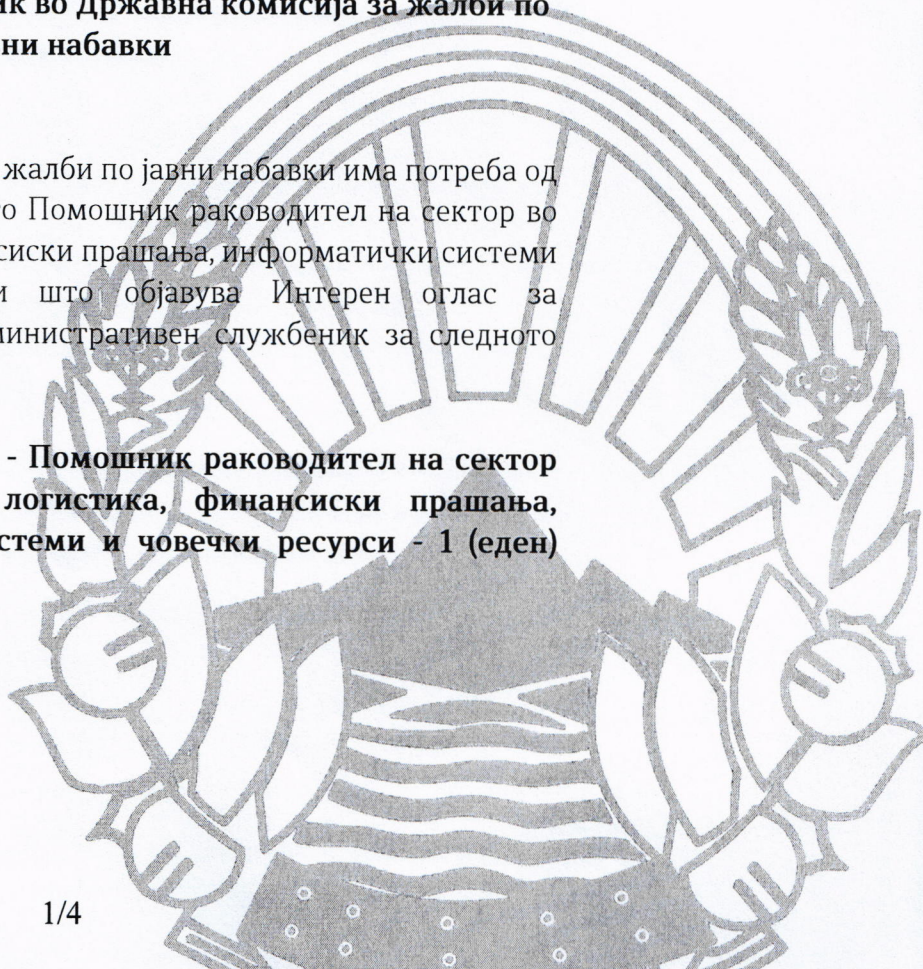 ик во Државна комисија за жалби по
ни набавки
жалби по јавни набавки има потреба од
о Помошник раководител на сектор во
сиски прашања, информатички системи
и што објавува Интерен оглас за
министративен службеник за следното
- Помошник раководител на сектор
логистика, финансиски прашања,
стеми и човечки ресурси - 1 (еден)
1/4